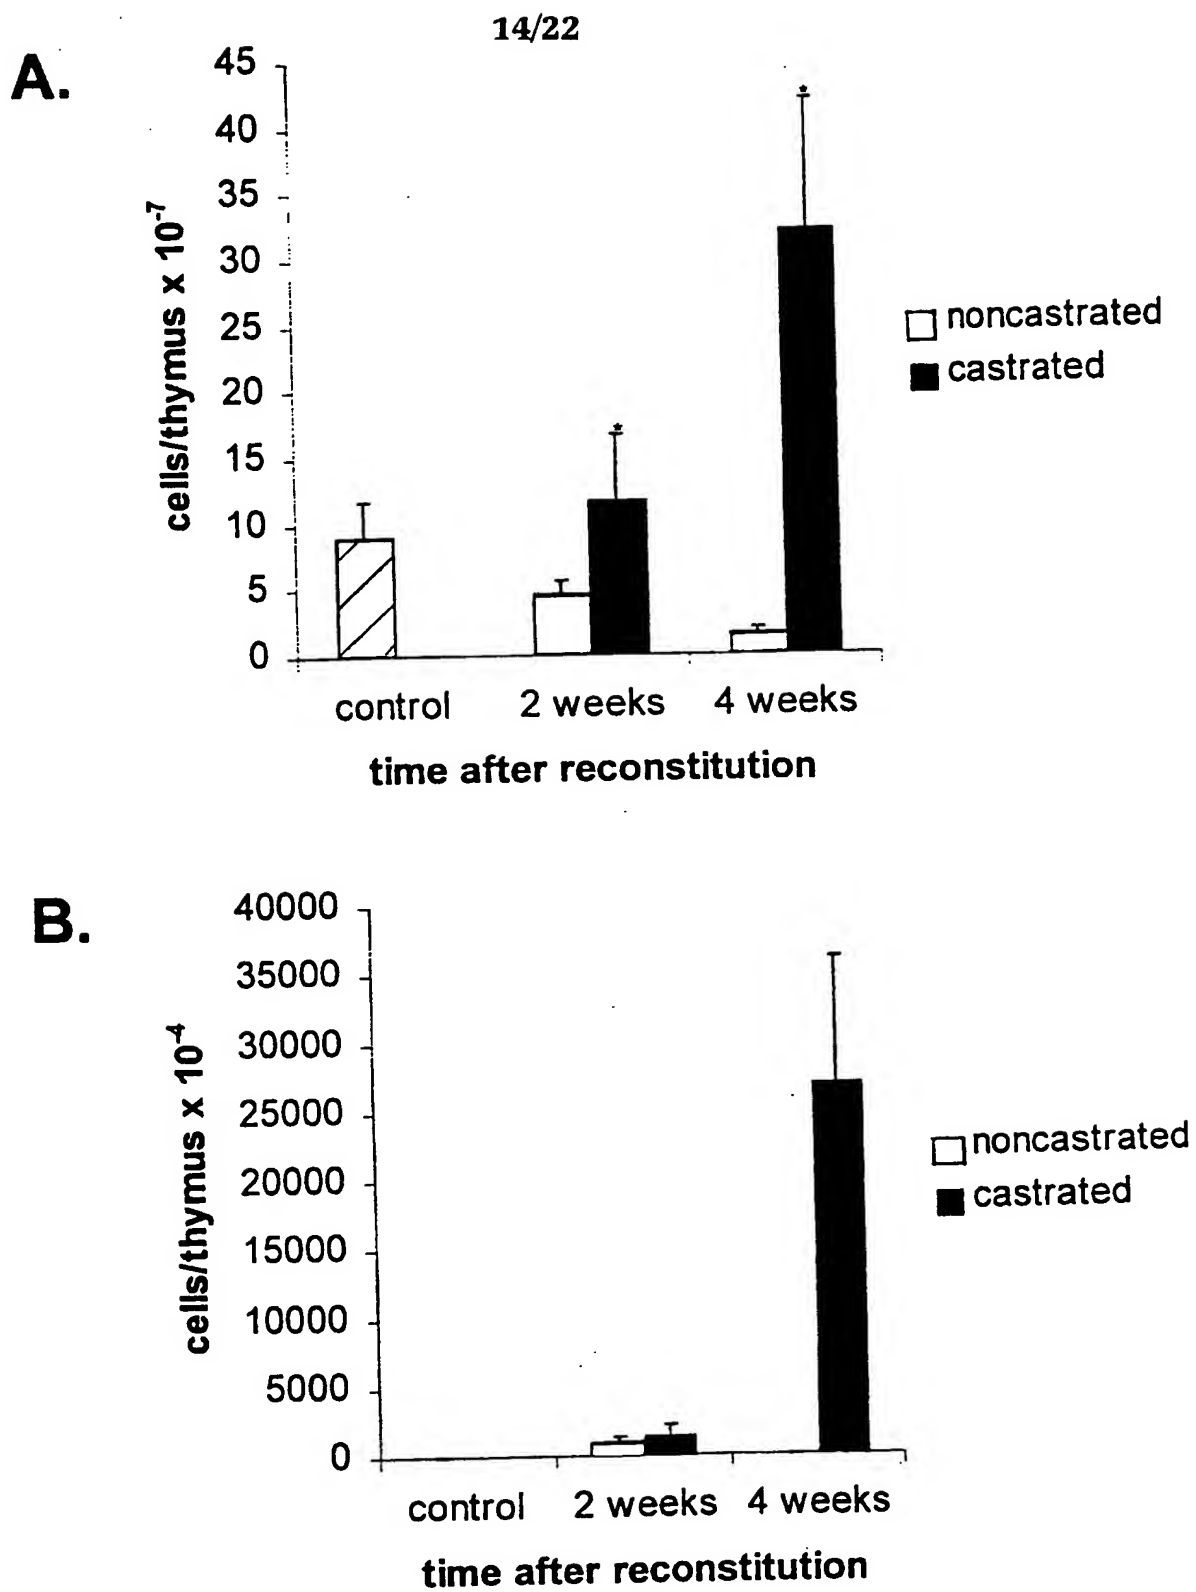 14/22
A.
45
40
35
30
25
20
15
10
5
0
cells/thymus x 10-7
* 
*
noncastrated
castrated
control 2 weeks 4 weeks
time after reconstitution
B.
40000
35000
30000
25000
20000
15000
10000
5000
0
cells/thymus x 10-4
noncastrated
castrated
control 2 weeks 4 weeks
time after reconstitution